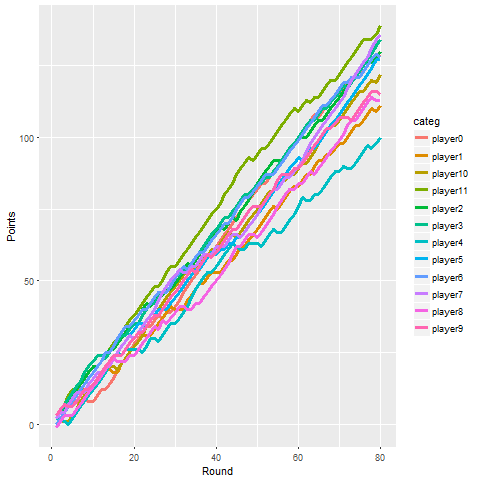 100
50
0
Points
0
20
40
60
80
Round
categ
player0
player1
player10
player11
player2
player3
player4
player5
player6
player7
player8
player9